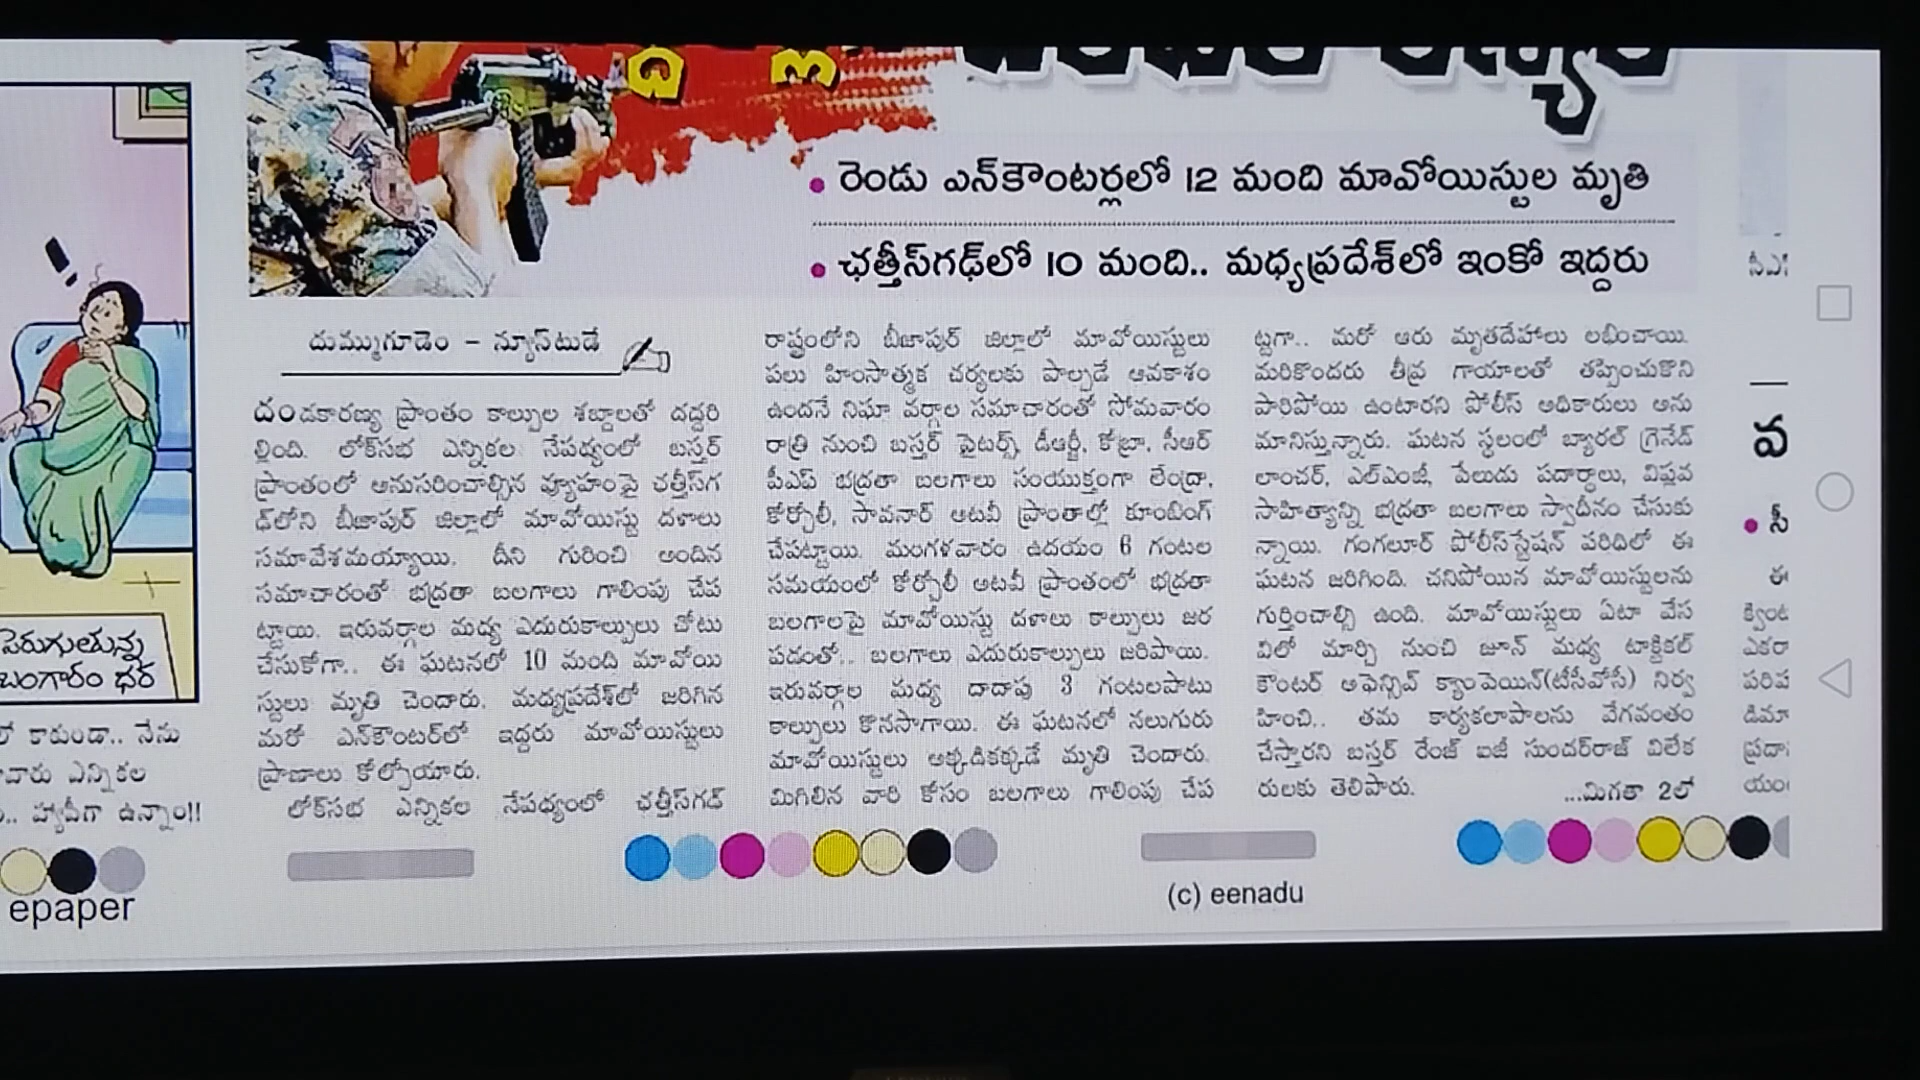 రెండు ఎన్‌కౌంటర్లలో 12 మంది మావోయిస్టుల మృతి
ఛత్తీస్‌గఢ్‌లో 10 మంది.. మధ్యప్రదేశ్‌లో ఇంకో ఇద్దరు
దుమ్ముగూడెం – న్యూస్‌టుడే
దండకారణ్య ప్రాంతం కాల్పుల శబ్దాలతో దద్దరి
ల్లింది. లోక్‌సభ ఎన్నికల నేపథ్యంలో బస్తర్
ప్రాంతంలో అనుసరించాల్సిన వ్యూహంపై ఛత్తీస్‌గ
ఢ్‌లోని బీజాపుర్ జిల్లాలో మావోయిస్టు దళాలు
సమావేశమయ్యాయి. దీని గురించి అందిన
సమాచారంతో భద్రతా బలగాలు గాలింపు చేప
ట్టాయి. ఇరువర్గాల మధ్య ఎదురుకాల్పులు చోటు
చేసుకోగా.. ఈ ఘటనలో 10 మంది మావోయి
స్టులు మృతి చెందారు. మధ్యప్రదేశ్‌లో జరిగిన
మరో ఎన్‌కౌంటర్‌లో ఇద్దరు మావోయిస్టులు
ప్రాణాలు కోల్పోయారు.
లోక్‌సభ ఎన్నికల నేపథ్యంలో ఛత్తీస్‌గఢ్
రాష్ట్రంలోని బీజాపుర్ జిల్లాలో మావోయిస్టులు
పలు హింసాత్మక చర్యలకు పాల్పడే అవకాశం
ఉందనే నిఘా వర్గాల సమాచారంతో సోమవారం
రాత్రి నుంచి బస్తర్ ఫైటర్స్, డీఆర్జీ, కోబ్రా, సీఆర్
పీఎఫ్ భద్రతా బలగాలు సంయుక్తంగా లేంద్రా,
కోర్చోలీ, సావనార్ అటవీ ప్రాంతాల్లో కూంబింగ్
చేపట్టాయి. మంగళవారం ఉదయం 6 గంటల
సమయంలో కోర్చోలీ అటవీ ప్రాంతంలో భద్రతా
బలగాలపై మావోయిస్టు దళాలు కాల్పులు జర
పడంతో.. బలగాలు ఎదురుకాల్పులు జరిపాయి.
ఇరువర్గాల మధ్య దాదాపు 3 గంటలపాటు
కాల్పులు కొనసాగాయి. ఈ ఘటనలో నలుగురు
మావోయిస్టులు అక్కడికక్కడే మృతి చెందారు.
మిగిలిన వారి కోసం బలగాలు గాలింపు చేప
ట్టగా.. మరో ఆరు మృతదేహాలు లభించాయి.
మరికొందరు తీవ్ర గాయాలతో తప్పించుకొని
పారిపోయి ఉంటారని పోలీస్ అధికారులు అను
మానిస్తున్నారు. ఘటన స్థలంలో బ్యారల్ గ్రెనేడ్
లాంచర్, ఎల్ఎంజీ, పేలుడు పదార్థాలు, విప్లవ
సాహిత్యాన్ని భద్రతా బలగాలు స్వాధీనం చేసుకు
న్నాయి. గంగలూర్ పోలీస్‌స్టేషన్ పరిధిలో ఈ
ఘటన జరిగింది. చనిపోయిన మావోయిస్టులను
గుర్తించాల్సి ఉంది. మావోయిస్టులు ఏటా వేస
విలో మార్చి నుంచి జూన్ మధ్య టాక్టికల్
కౌంటర్ అఫెన్సివ్ క్యాంపెయిన్(టీసీవోసీ) నిర్వ
హించి.. తమ కార్యకలాపాలను వేగవంతం
చేస్తారని బస్తర్ రేంజ్ ఐజీ సుందర్‌రాజ్ విలేక
రులకు తెలిపారు.
...మిగతా 2లో
పెరుగుతున్న
బంగారం ధర
కాకుండా.. నేను
ఎన్నికల
.. హ్యాపీగా ఉన్నాం!!
epaper
(c) eenadu
వ
సీ
ఈ